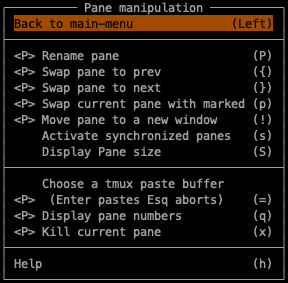 Pane manipulation
Back to main-menu (Left)
<P> Rename pane (P)
<P> Swap pane to prev ({)
<P> Swap pane to next (})
<P> Swap current pane with marked (p)
<P> Move pane to a new window (!)
Activate synchronized panes (s)
Display Pane size (S)
Choose a tmux paste buffer
<P> (Enter pastes Esq aborts) (=)
<P> Display pane numbers (q)
<P> Kill current pane (x)
Help (h)